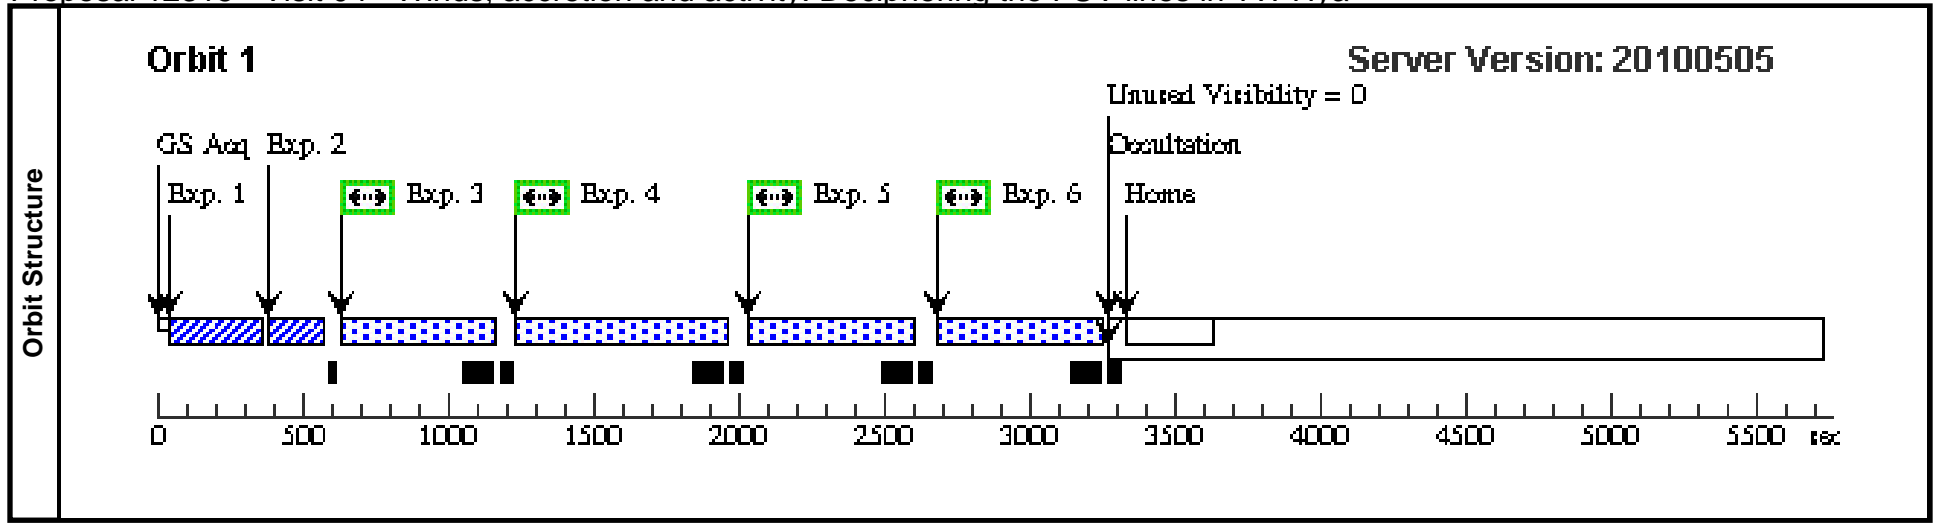 Orbit Structure
Orbit 1
Server Version: 20100505
Unused Visibility = 0
GS Acq Exp. 2
Occultation
Exp. 1 Exp. 3 Exp. 4 Exp. 5 Exp. 6 Home
0 500 1000 1500 2000 2500 3000 3500 4000 4500 5000 5500 sec